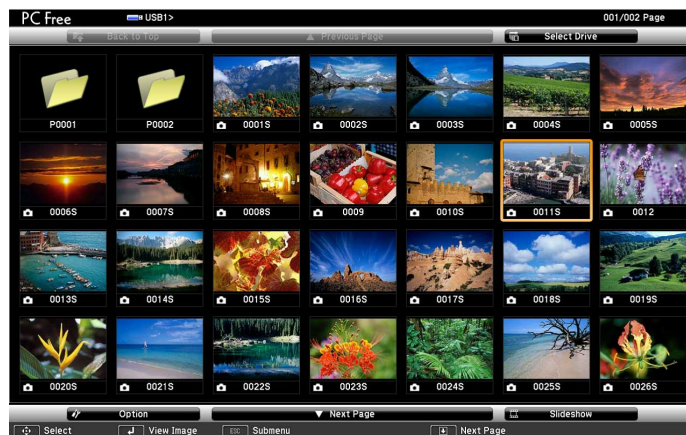 PC Free USB1> 001/002 Page
Back to Top Previous Page Select Drive
P0001 P0002 0001S 0002S 0003S 0004S 0005S
0006S 0007S 0008S 0009 0010S 0011S 0012
0013S 0014S 0015S 0016S 0017S 0018S 0019S
0020S 0021S 0022S 0023S 0024S 0025S 0026S
Option Next Page Slideshow
Select View Image ESC Submenu Next Page